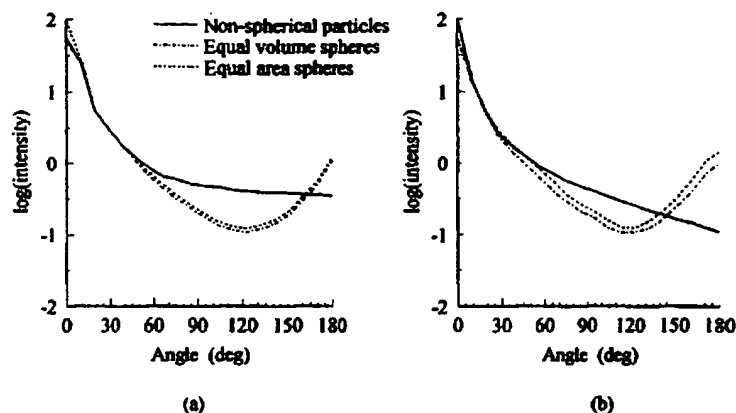 2
1
0
-1
-2
log(intensity)
0 30 60 90 120 150 180
Angle (deg)
(a)
Non-spherical particles
Equal volume spheres
Equal area spheres
2
1
0
-1
-2
log(intensity)
0 30 60 90 120 150 180
Angle (deg)
(b)